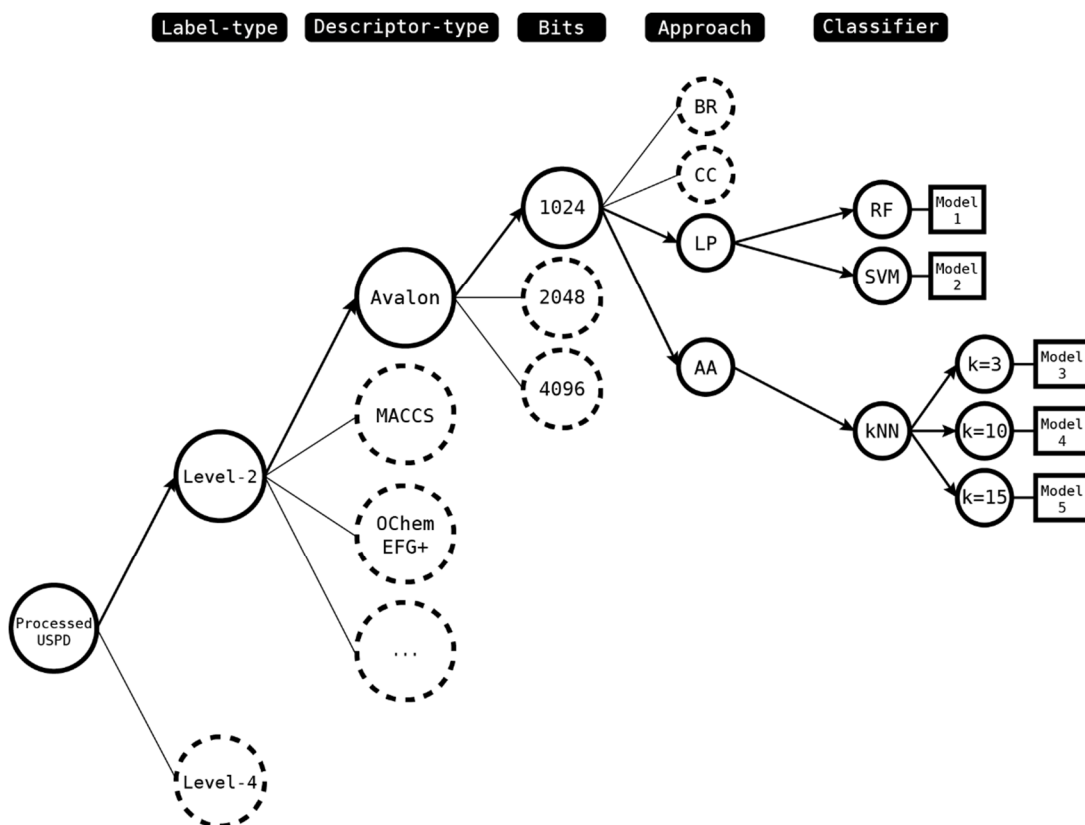 Label-type
Descriptor-type
Bits
Approach
Classifier
BR
CC
1024
LP
RF
Model
1
SVM
Model
2
Avalon
2048
4096
AA
k=3
Model
3
MACCS
kNN
k=10
Model
4
k=15
Model
5
Level-2
OChem
EFG+
...
Processed
USPD
Level-4